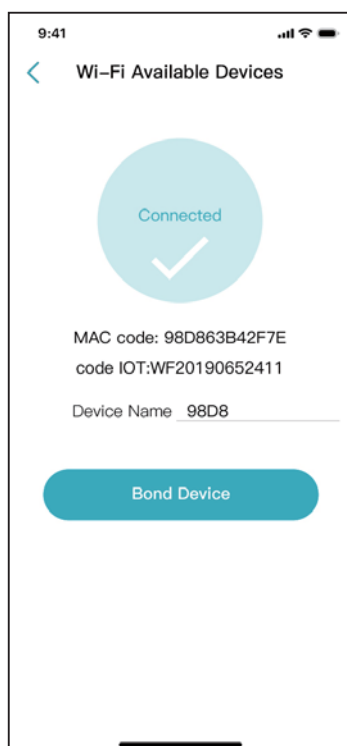 9:41
Wi-Fi Available Devices
Connected
MAC code: 98D863B42F7E
code IOT:WF20190652411
Device Name 98D8
Bond Device